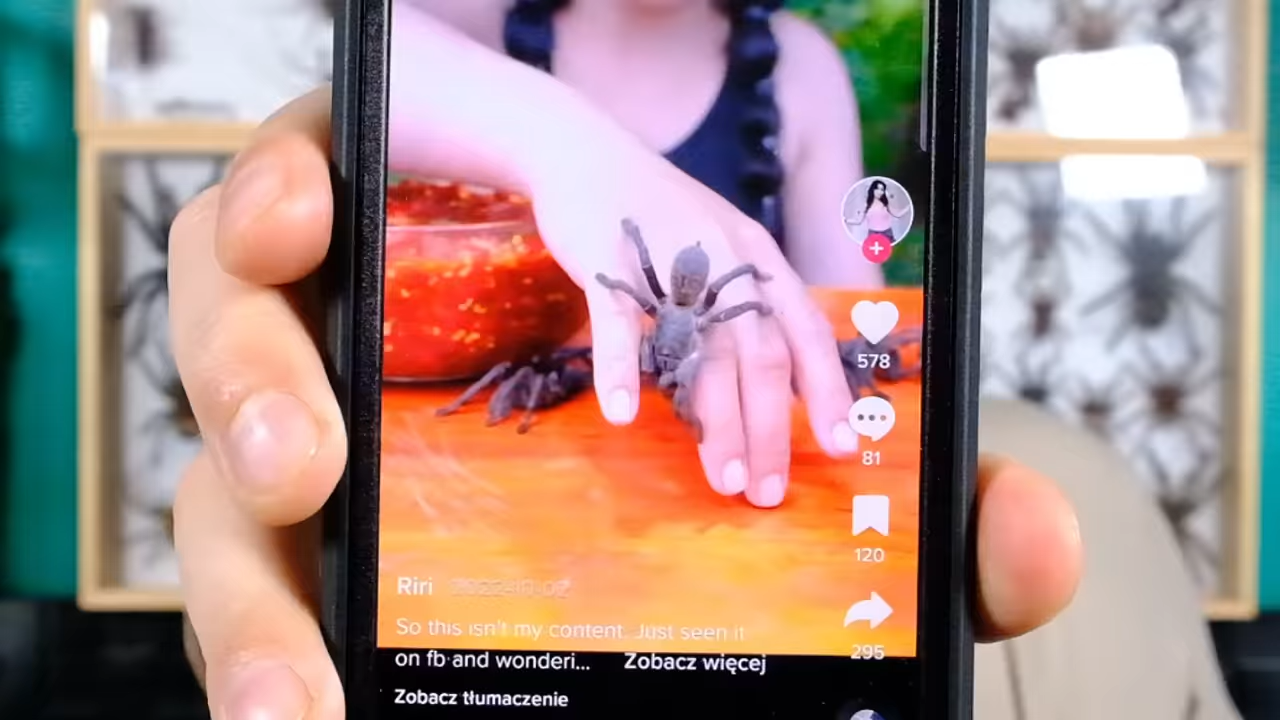 578
81
120
295
Riri
So this isn't my content. Just seen it
on fb and wonderi... Zobacz więcej
Zobacz tłumaczenie